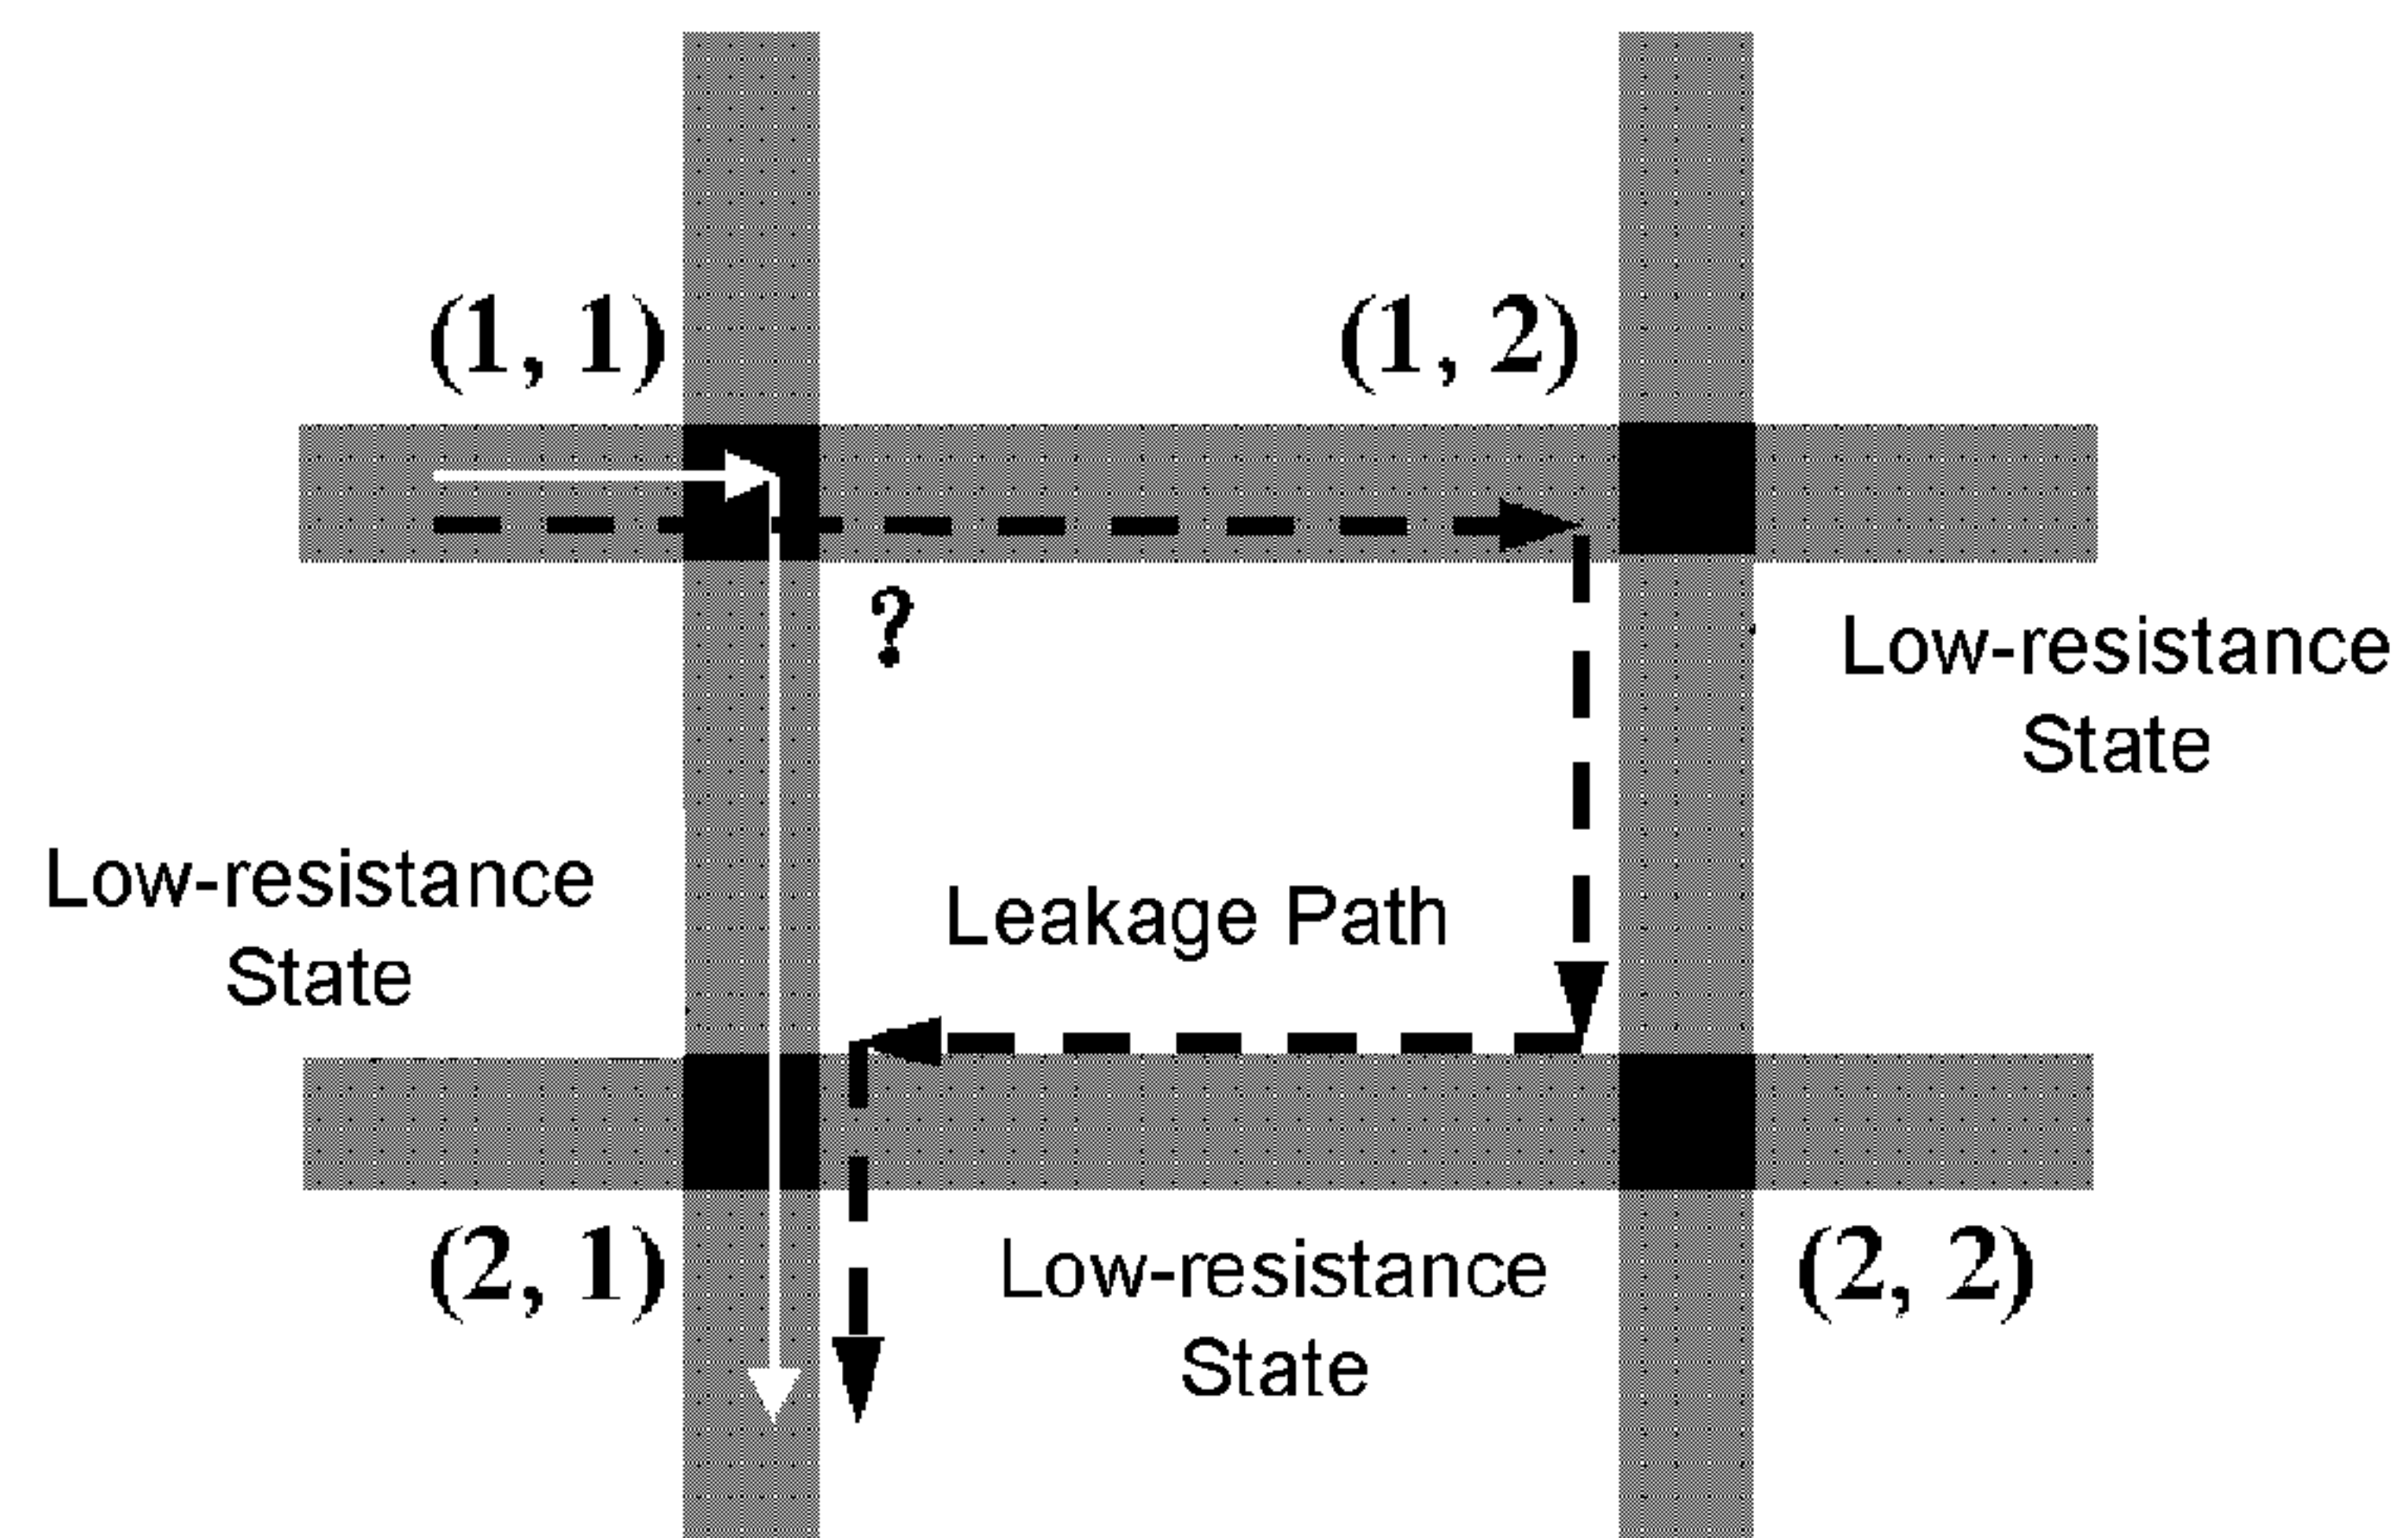 (1, 1)
(1, 2)
?
Low-resistance
State
Low-resistance
State
Leakage Path
(2, 1)
Low-resistance
State
(2, 2)